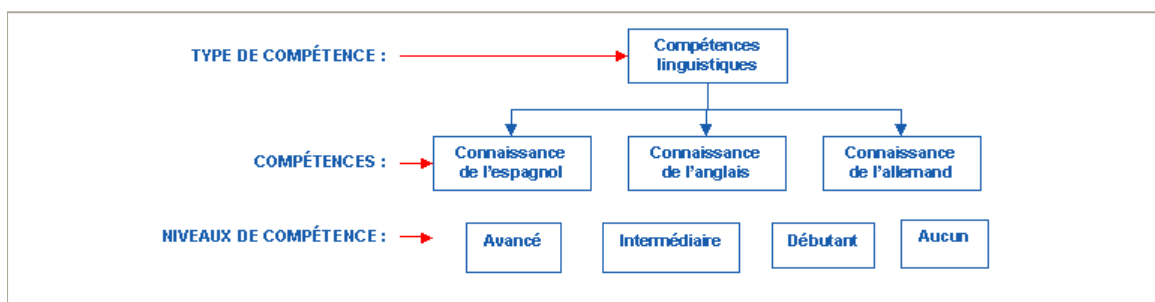 TYPE DE COMPÉTENCE :
Compétences
linguistiques
COMPÉTENCES :
Connaissance
de l'espagnol
Connaissance
de l'anglais
Connaissance
de l'allemand
NIVEAUX DE COMPÉTENCE :
Avancé
Intermédiaire
Débutant
Aucun